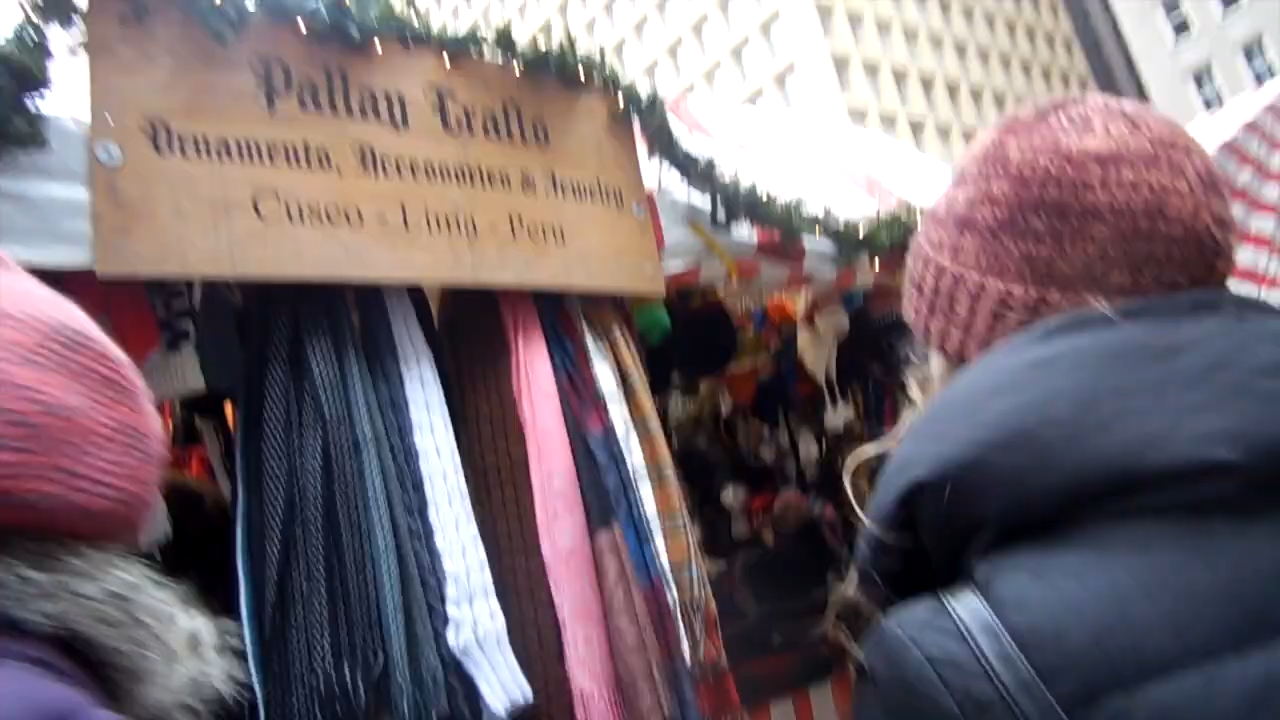 Pallay Crafts
Ornaments, Accessories & Jewelry
Cusco - Lima - Peru